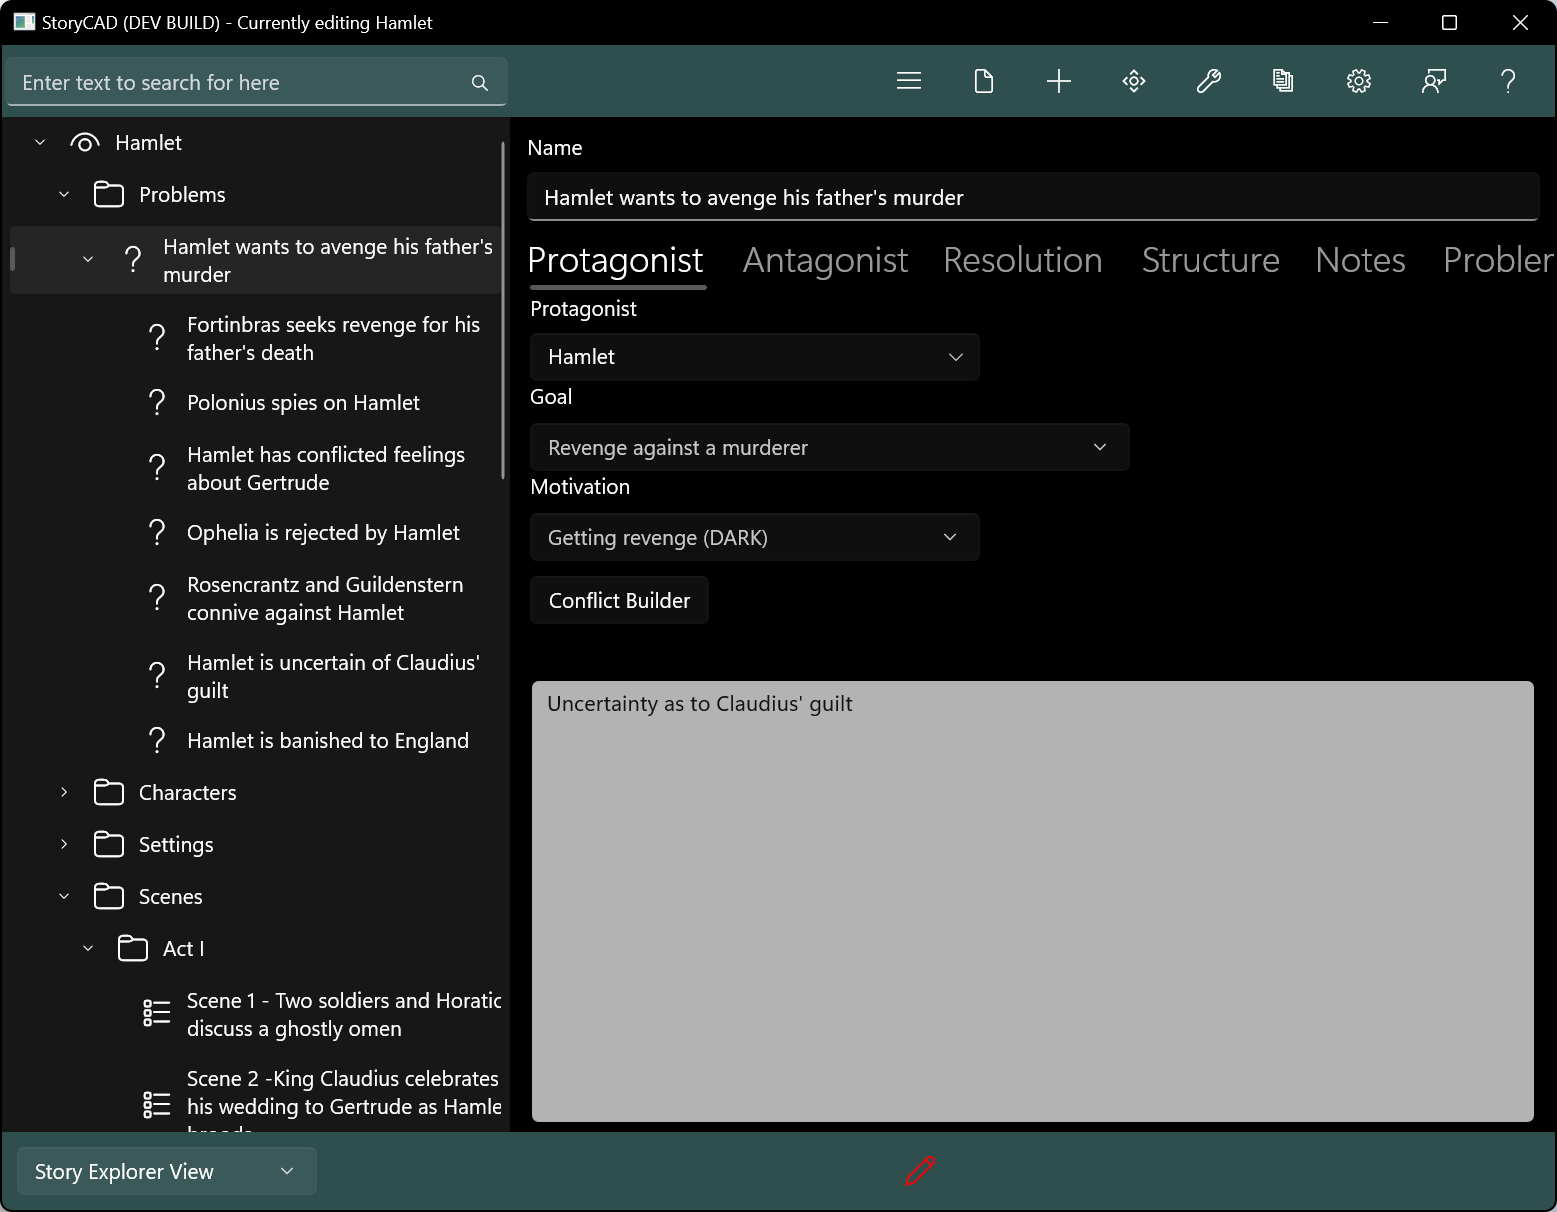 StoryCAD (DEV BUILD) - Currently editing Hamlet
Enter text to search for here
Hamlet
Problems
Hamlet wants to avenge his father's
murder
Fortinbras seeks revenge for his
father's death
Polonius spies on Hamlet
Hamlet has conflicted feelings
about Gertrude
Ophelia is rejected by Hamlet
Rosencrantz and Guildenstern
connive against Hamlet
Hamlet is uncertain of Claudius'
guilt
Hamlet is banished to England
Characters
Settings
Scenes
Act I
Scene 1 - Two soldiers and Horatio
discuss a ghostly omen
Scene 2 -King Claudius celebrates
his wedding to Gertrude as Hamle
Name
Hamlet wants to avenge his father's murder
Protagonist Antagonist Resolution Structure Notes Probler
Protagonist
Hamlet
Goal
Revenge against a murderer
Motivation
Getting revenge (DARK)
Conflict Builder
Uncertainty as to Claudius' guilt
Story Explorer View